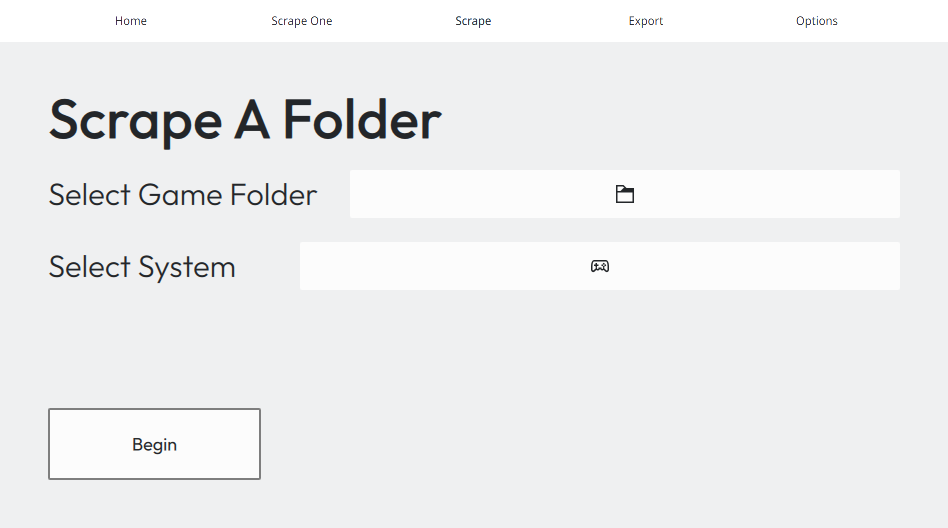 Home Scrape One Scrape Export Options
Scrape A Folder
Select Game Folder
Select System
Begin